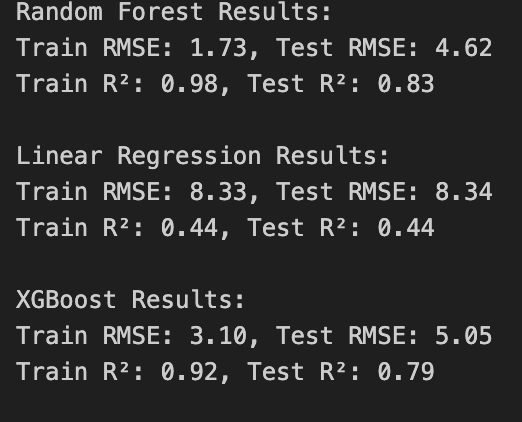 Random Forest Results:
Train RMSE: 1.73, Test RMSE: 4.62
Train R²: 0.98, Test R²: 0.83
Linear Regression Results:
Train RMSE: 8.33, Test RMSE: 8.34
Train R²: 0.44, Test R²: 0.44
XGBoost Results:
Train RMSE: 3.10, Test RMSE: 5.05
Train R²: 0.92, Test R²: 0.79